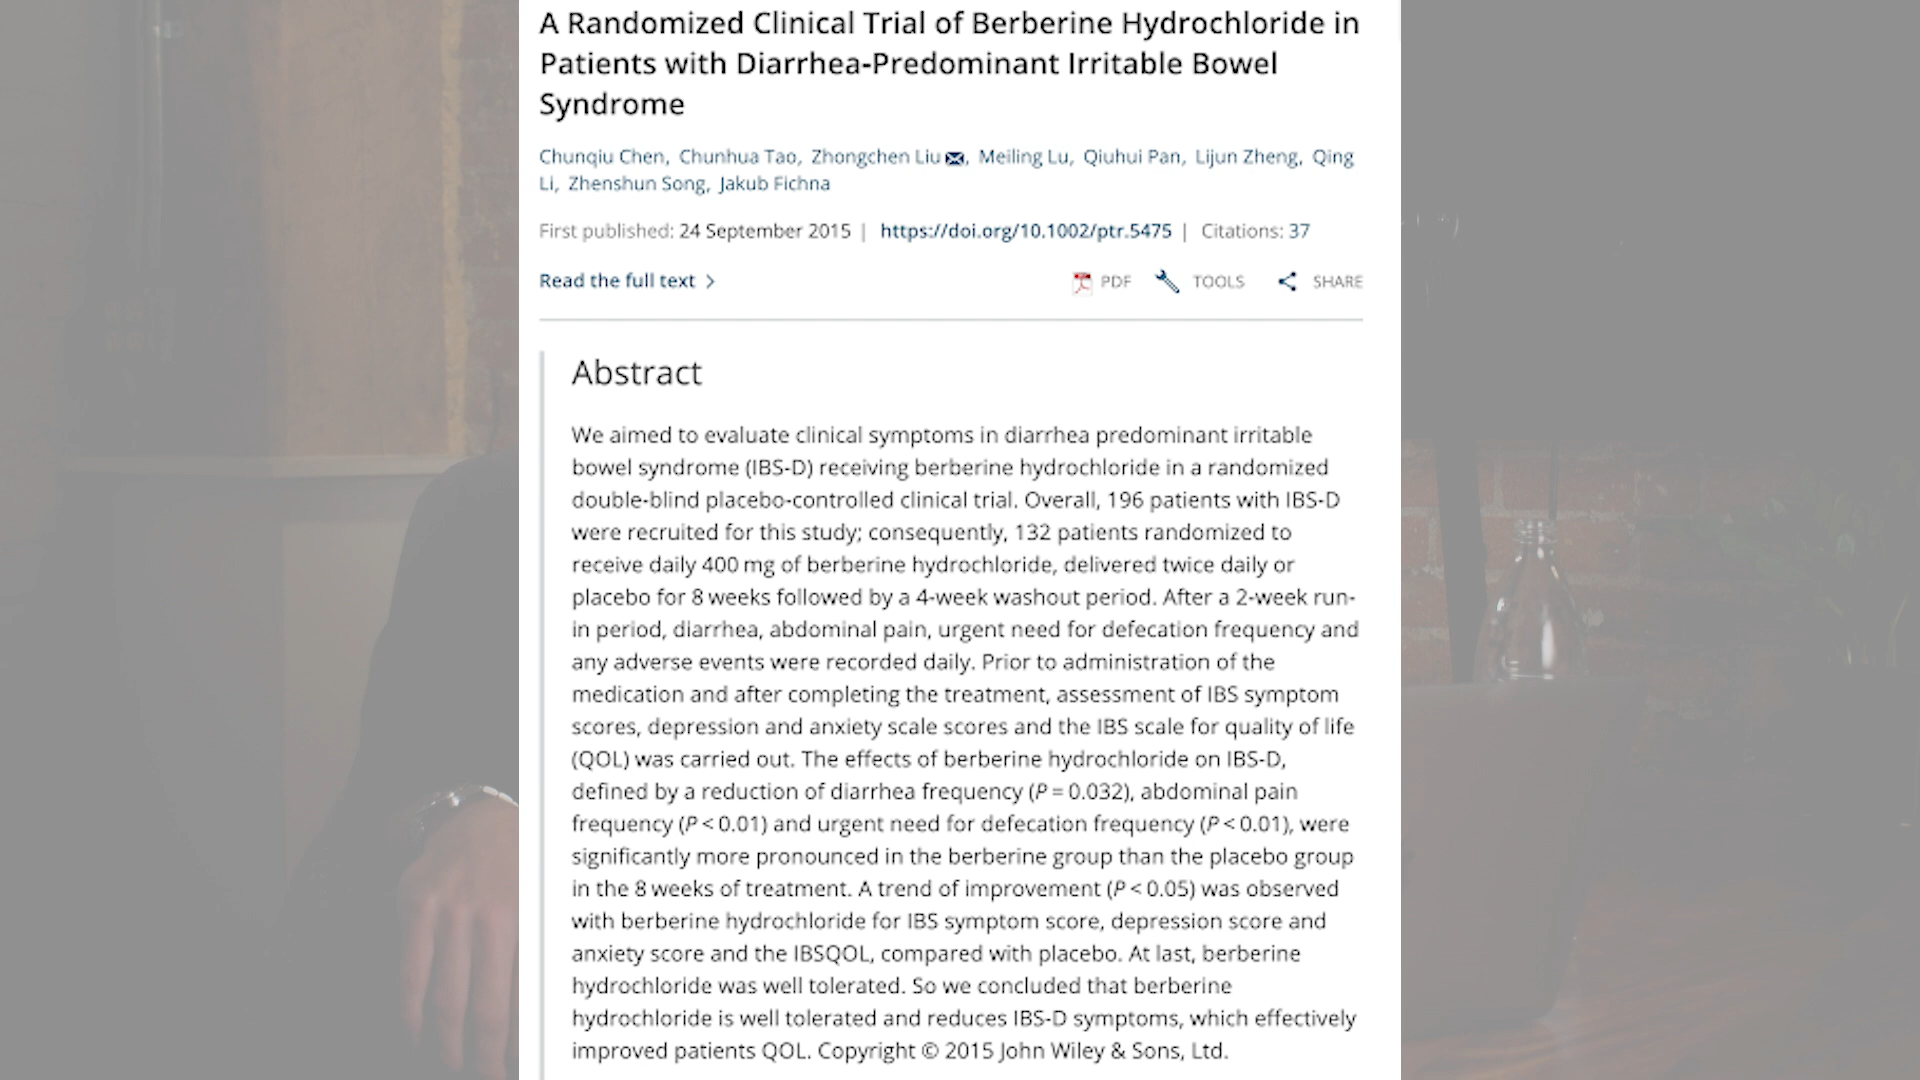 A Randomized Clinical Trial of Berberine Hydrochloride in
Patients with Diarrhea-Predominant Irritable Bowel
Syndrome
Chunqiu Chen, Chunhua Tao, Zhongchen Liu, Meiling Lu, Qiuhui Pan, Lijun Zheng, Qing
Li, Zhenshun Song, Jakub Fichna
First published: 24 September 2015 | https://doi.org/10.1002/ptr.5475 | Citations: 37
Read the full text > PDF TOOLS SHARE
Abstract
We aimed to evaluate clinical symptoms in diarrhea predominant irritable
bowel syndrome (IBS-D) receiving berberine hydrochloride in a randomized
double-blind placebo-controlled clinical trial. Overall, 196 patients with IBS-D
were recruited for this study; consequently, 132 patients randomized to
receive daily 400 mg of berberine hydrochloride, delivered twice daily or
placebo for 8 weeks followed by a 4-week washout period. After a 2-week run-
in period, diarrhea, abdominal pain, urgent need for defecation frequency and
any adverse events were recorded daily. Prior to administration of the
medication and after completing the treatment, assessment of IBS symptom
scores, depression and anxiety scale scores and the IBS scale for quality of life
(QOL) was carried out. The effects of berberine hydrochloride on IBS-D,
defined by a reduction of diarrhea frequency (P = 0.032), abdominal pain
frequency (P < 0.01) and urgent need for defecation frequency (P < 0.01), were
significantly more pronounced in the berberine group than the placebo group
in the 8 weeks of treatment. A trend of improvement (P < 0.05) was observed
with berberine hydrochloride for IBS symptom score, depression score and
anxiety score and the IBSQOL, compared with placebo. At last, berberine
hydrochloride was well tolerated. So we concluded that berberine
hydrochloride is well tolerated and reduces IBS-D symptoms, which effectively
improved patients QOL. Copyright © 2015 John Wiley & Sons, Ltd.